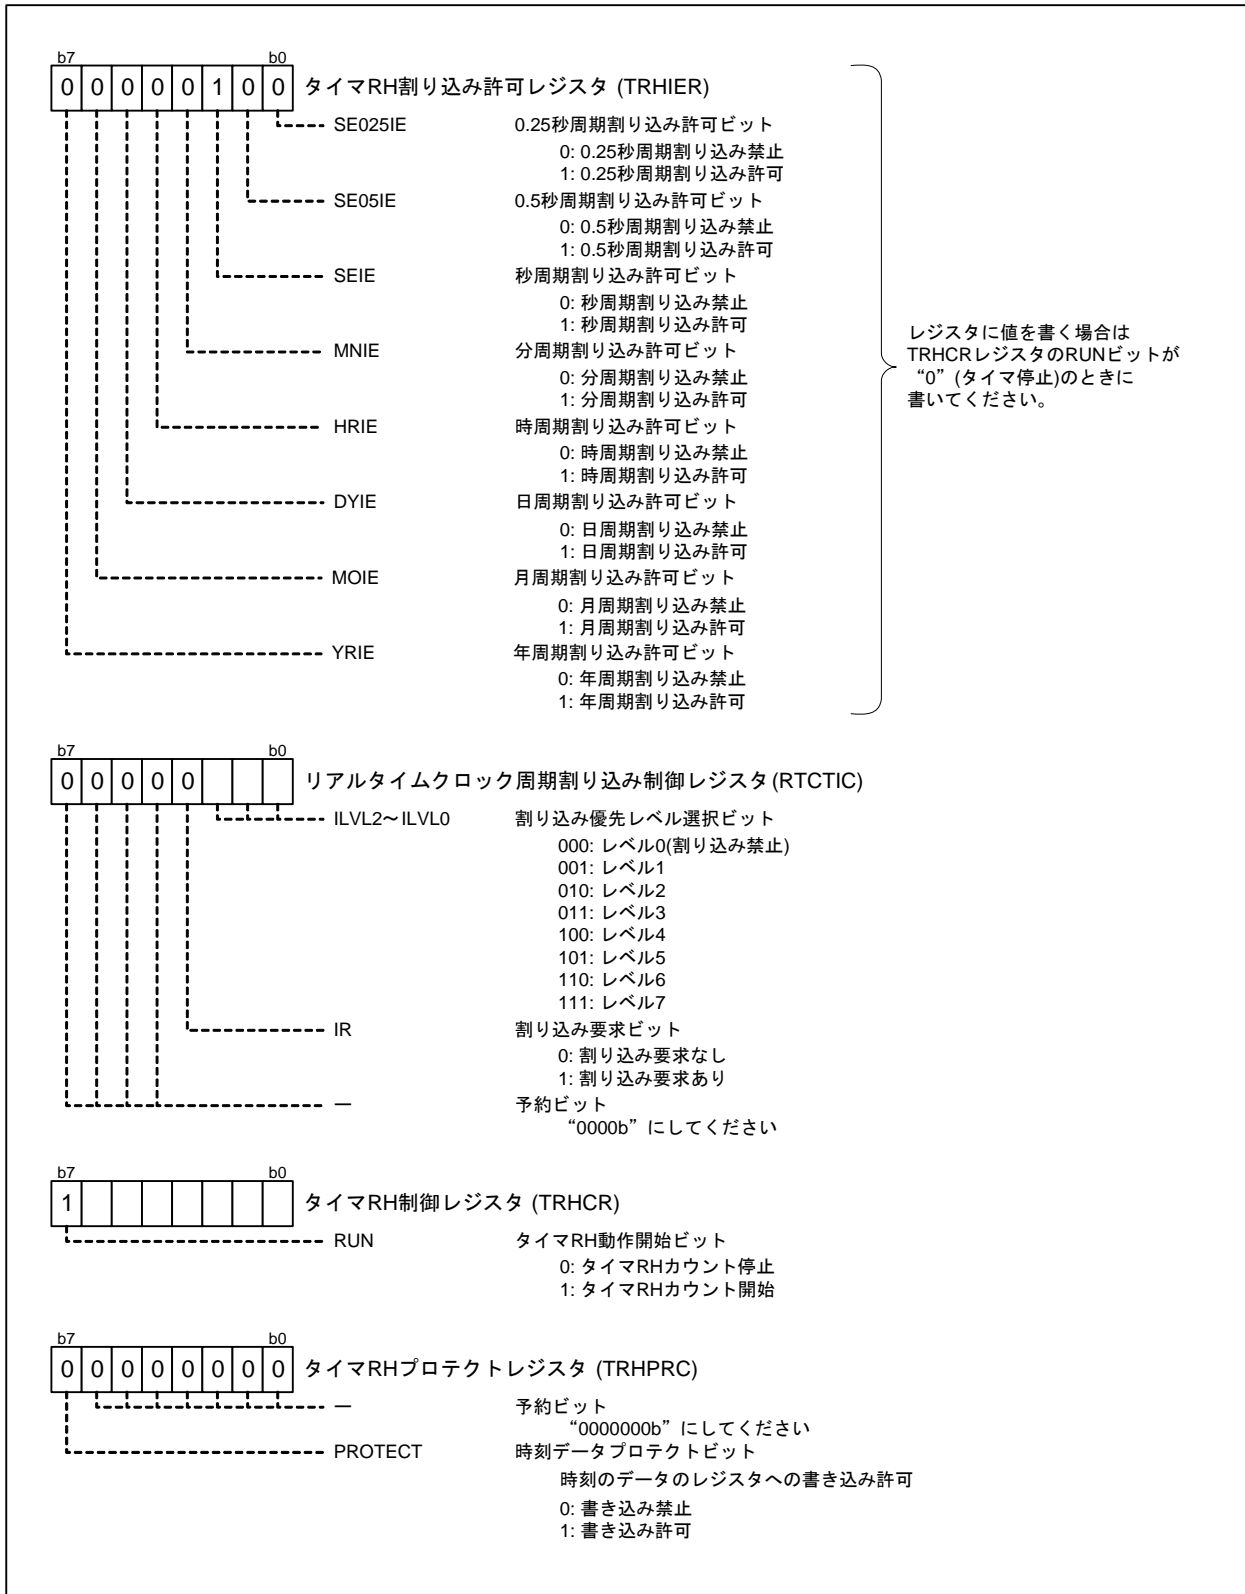 b7 b0
0 0 0 0 0 1 0 0 タイマRH割り込み許可レジスタ (TRHIER)
SE025IE 0.25秒周期割り込み許可ビット
0: 0.25秒周期割り込み禁止
1: 0.25秒周期割り込み許可
SE05IE 0.5秒周期割り込み許可ビット
0: 0.5秒周期割り込み禁止
1: 0.5秒周期割り込み許可
SEIE 秒周期割り込み許可ビット
0: 秒周期割り込み禁止
1: 秒周期割り込み許可
MNIE 分周期割り込み許可ビット
0: 分周期割り込み禁止
1: 分周期割り込み許可
HRIE 時周期割り込み許可ビット
0: 時周期割り込み禁止
1: 時周期割り込み許可
DYIE 日周期割り込み許可ビット
0: 日周期割り込み禁止
1: 日周期割り込み許可
MOIE 月周期割り込み許可ビット
0: 月周期割り込み禁止
1: 月周期割り込み許可
YRIE 年周期割り込み許可ビット
0: 年周期割り込み禁止
1: 年周期割り込み許可
レジスタに値を書く場合は
TRHCRレジスタのRUNビットが
“0”(タイマ停止)のときに
書いてください。
b7 b0
0 0 0 0 0 リアルタイムクロック周期割り込み制御レジスタ(RTCTIC)
ILVL2～ILVL0 割り込み優先レベル選択ビット
000: レベル0(割り込み禁止)
001: レベル1
010: レベル2
011: レベル3
100: レベル4
101: レベル5
110: レベル6
111: レベル7
IR 割り込み要求ビット
0: 割り込み要求なし
1: 割り込み要求あり
― 予約ビット
“0000b”にしてください
b7 b0
1 タイマRH制御レジスタ (TRHCR)
RUN タイマRH動作開始ビット
0: タイマRHカウント停止
1: タイマRHカウント開始
b7 b0
0 0 0 0 0 0 0 0 タイマRHプロテクトレジスタ (TRHPRC)
― 予約ビット
“0000000b”にしてください
PROTECT 時刻データプロテクトビット
時刻のデータのレジスタへの書き込み許可
0: 書き込み禁止
1: 書き込み許可